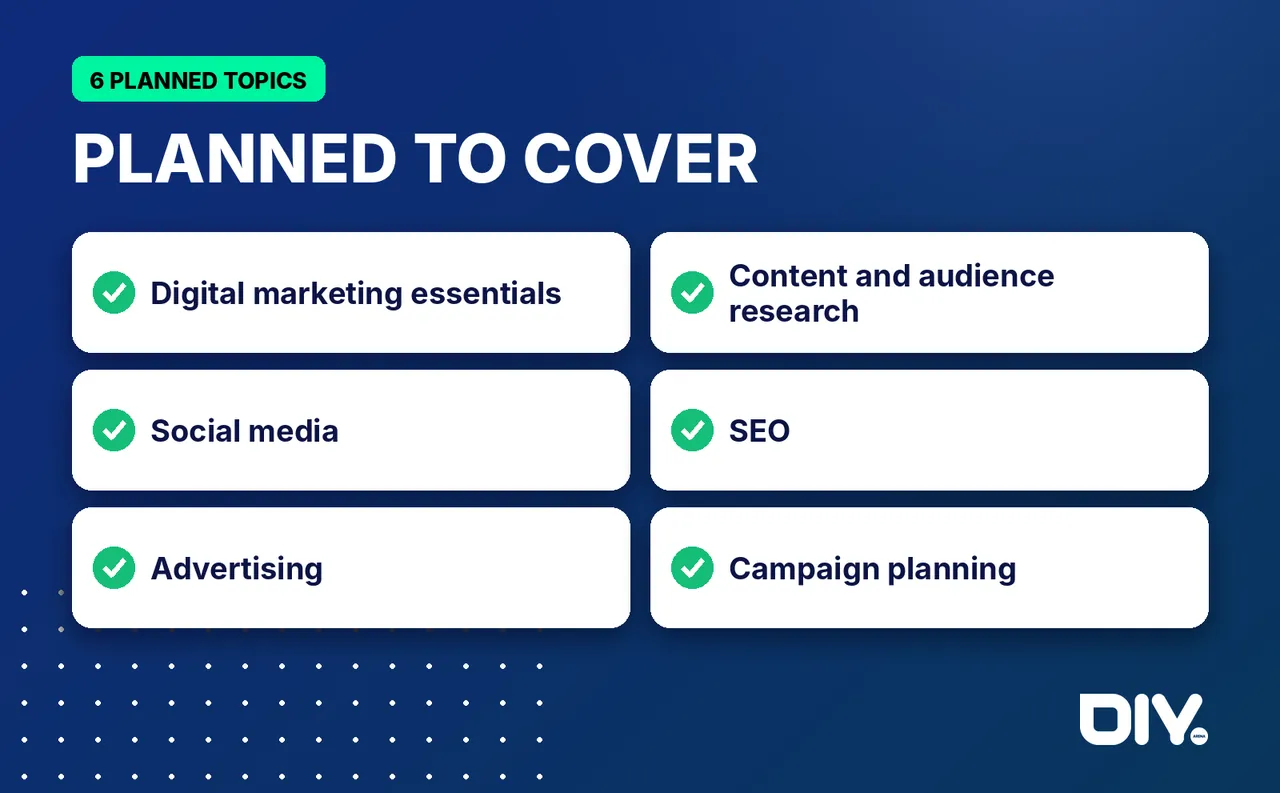 6 PLANNED TOPICS
PLANNED TO COVER
Digital marketing essentials
Content and audience
research
Social media
SEO
Advertising
Campaign planning
DIY.
ARENA